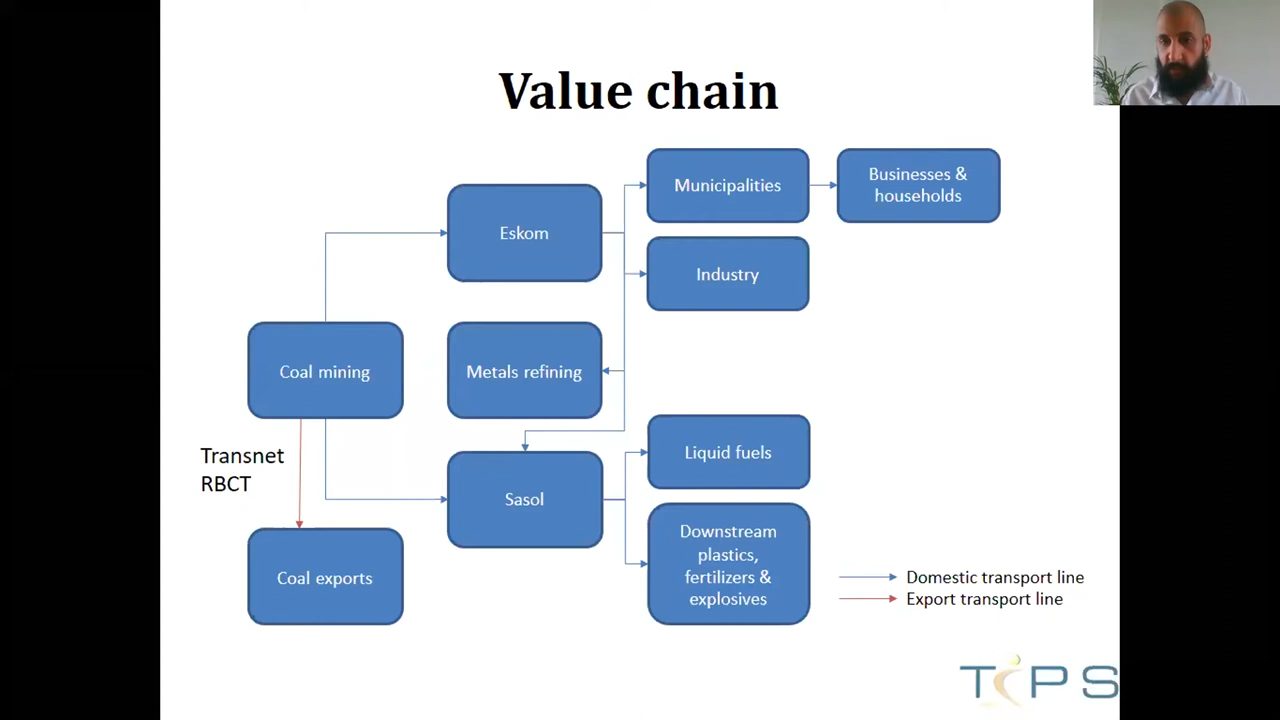 Value chain
Municipalities
Businesses &
households
Eskom
Industry
Coal mining
Metals refining
Transnet
RBCT
Liquid fuels
Sasol
Downstream
plastics,
fertilizers &
explosives
Coal exports
Domestic transport line
Export transport line
TIPS